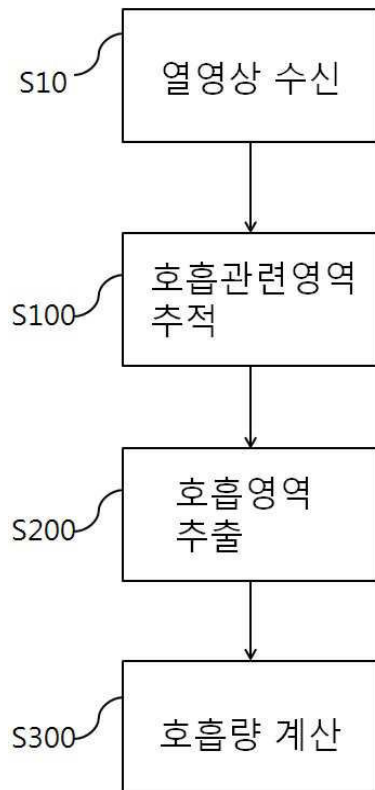 S10
열영상 수신
S100
호흡관련영역
추적
S200
호흡영역
추출
S300
호흡량 계산